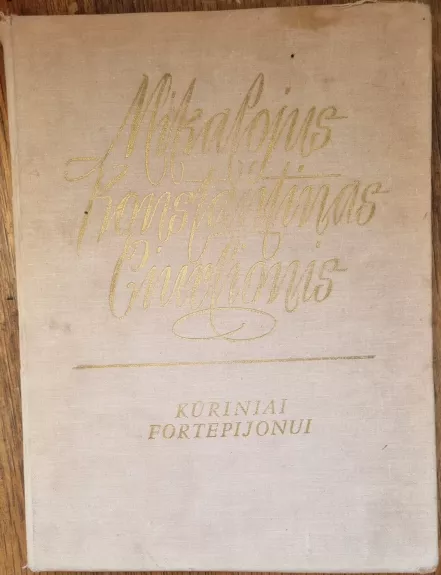 Mikalojus
Konstantinas
Čiurlionis
KŪRINIAI
FORTEPIJONUI